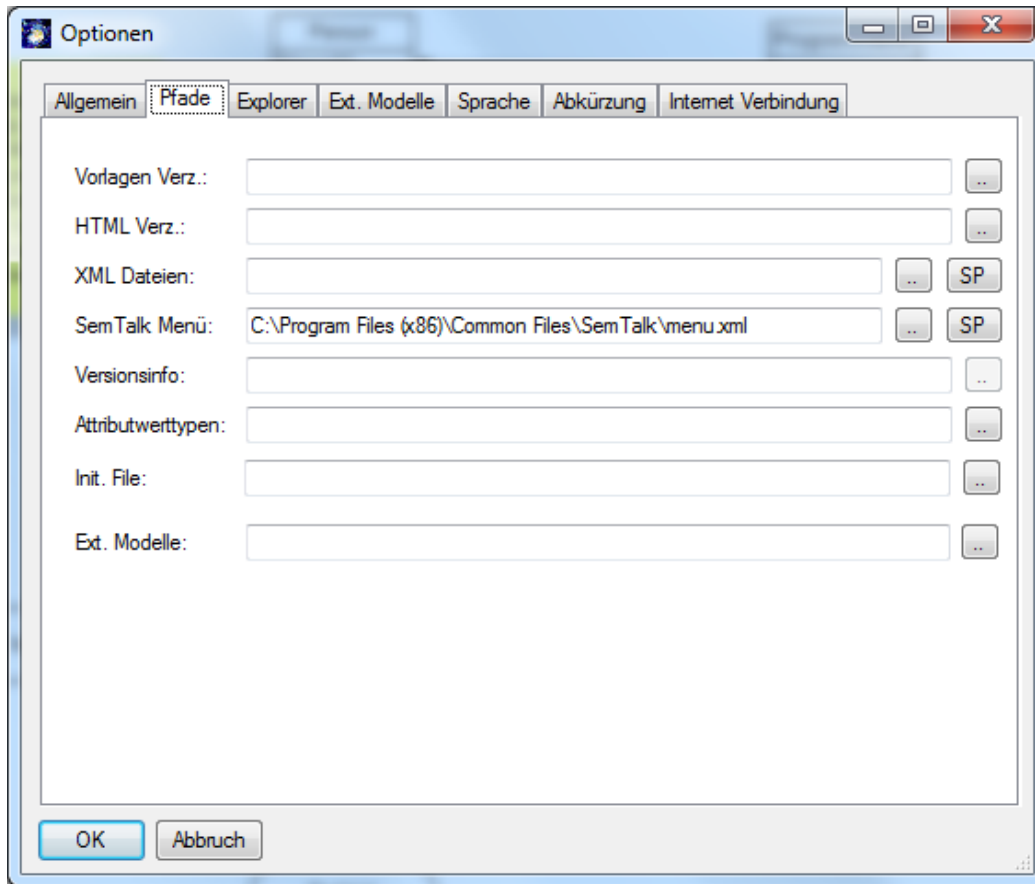 Optionen
Allgemein Pfade Explorer Ext. Modelle Sprache Abkürzung Internet Verbindung
Vorlagen Verz.: ..
HTML Verz.: ..
XML Dateien: .. SP
SemTalk Menü: C:\Program Files (x86)\Common Files\SemTalk\menu.xml .. SP
Versionsinfo: ..
Attributwerttypen: ..
Init. File: ..
Ext. Modelle: ..
OK Abbruch